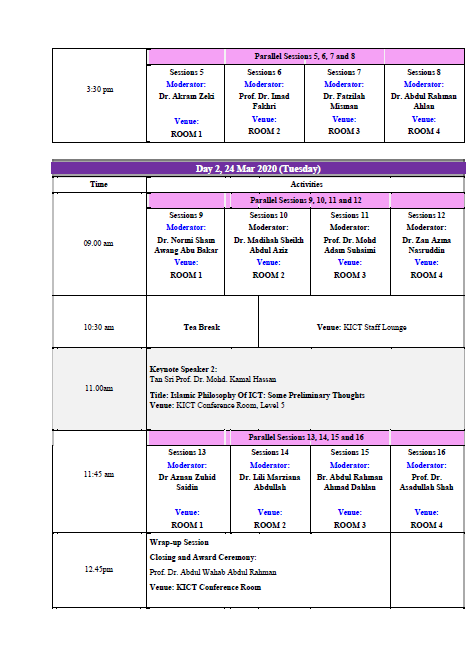 Parallel Sessions 5, 6, 7 and 8
3:30 pm
Sessions 5
Moderator:
Dr. Akram Zeki
Venue:
ROOM 1
Sessions 6
Moderator:
Prof. Dr. Imad
Fakhri
Venue:
ROOM 2
Sessions 7
Moderator:
Dr. Fatzilah
Misman
Venue:
ROOM 3
Sessions 8
Moderator:
Dr. Abdul Rahman
Ahlan
Venue:
ROOM 4
Day 2, 24 Mar 2020 (Tuesday)
Time Activities
Parallel Sessions 9, 10, 11 and 12
09.00 am
Sessions 9
Moderator:
Dr. Normi Sham
Awang Abu Bakar
Venue:
ROOM 1
Sessions 10
Moderator:
Dr. Madihah Sheikh
Abdul Aziz
Venue:
ROOM 2
Sessions 11
Moderator:
Prof. Dr. Mohd
Adam Suhaimi
Venue:
ROOM 3
Sessions 12
Moderator:
Dr. Zan Azma
Nasruddin
Venue:
ROOM 4
10:30 am Tea Break Venue: KICT Staff Lounge
11.00am
Keynote Speaker 2:
Tan Sri Prof. Dr. Mohd. Kamal Hassan
Title: Islamic Philosophy Of ICT: Some Preliminary Thoughts
Venue: KICT Conference Room, Level 5
Parallel Sessions 13, 14, 15 and 16
11:45 am
Sessions 13
Moderator:
Dr Aznan Zuhid
Saidin
Venue:
ROOM 1
Sessions 14
Moderator:
Dr. Lili Marziana
Abdullah
Venue:
ROOM 2
Sessions 15
Moderator:
Br. Abdul Rahman
Ahmad Dahlan
Venue:
ROOM 3
Sessions 16
Moderator:
Prof. Dr.
Asadullah Shah
Venue:
ROOM 4
12.45pm
Wrap-up Session
Closing and Award Ceremony:
Prof. Dr. Abdul Wahab Abdul Rahman
Venue: KICT Conference Room